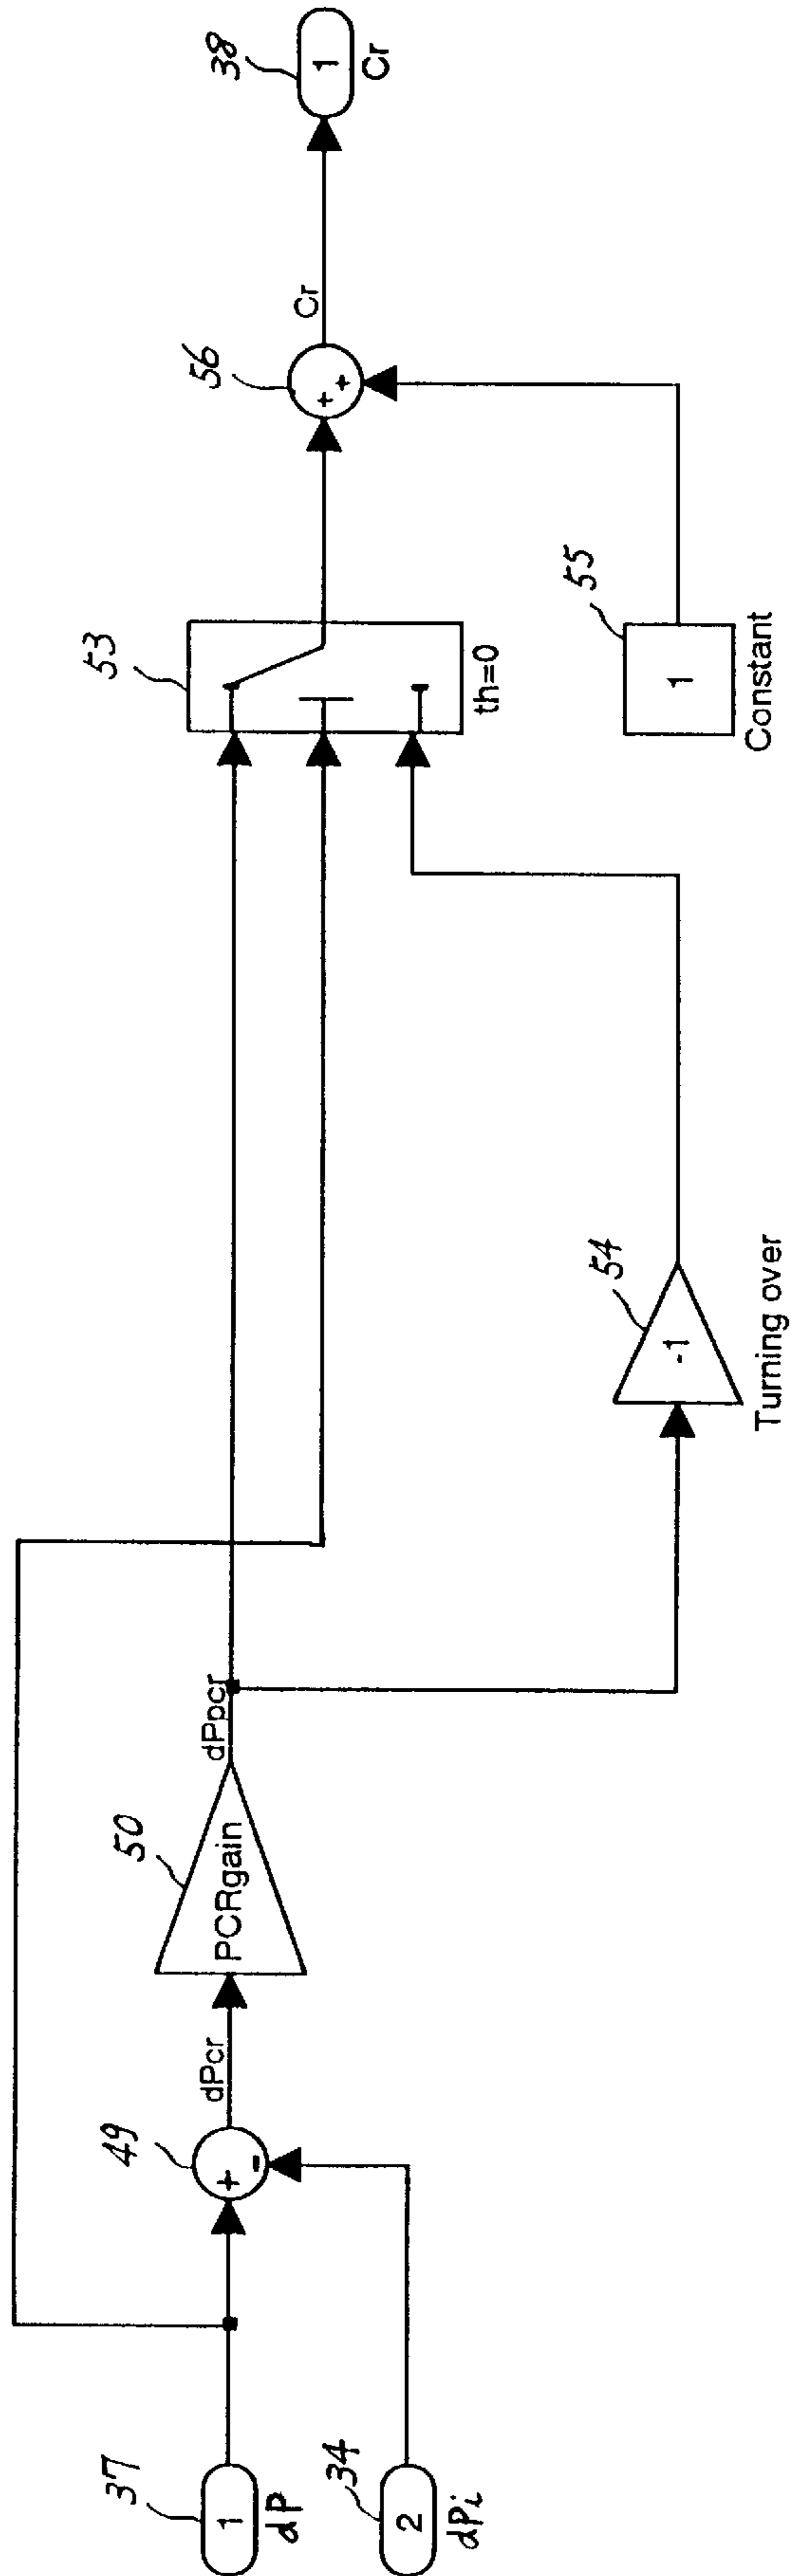 37
1
dP
34
2
dPi
49
+
-
dPcr
50
PCRgain
dPpcr
54
-1
Turning over
53
th=0
55
1
Constant
56
+
+
Cr
38
1
Cr